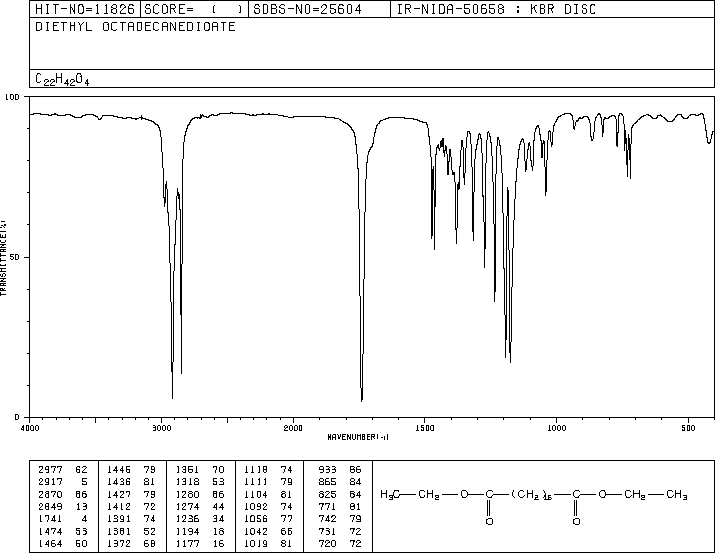 HIT-NO=11826 SCORE= ( ) SDBS-NO=25604 IR-NIDA-50658 : KBR DISC
DIETHYL OCTADECANEDIOATE
C22H42O4
100
50
0
TRANSMITTANCE(%)
4000 3000 2000 1500 1000 500
WAVENUMBER(-1)
2977 62 1446 79 1361 70 1118 74 933 86
2917 5 1436 81 1318 53 1111 79 865 84
2870 66 1427 79 1280 86 1104 81 825 84
2849 13 1412 72 1274 44 1092 74 771 81
1741 4 1391 74 1236 34 1056 77 742 79
1474 53 1381 52 1194 18 1042 66 731 72
1464 50 1372 68 1177 16 1019 81 720 72
H3C—CH2—O—C—(CH2)16—C—O—CH2—CH3
O O